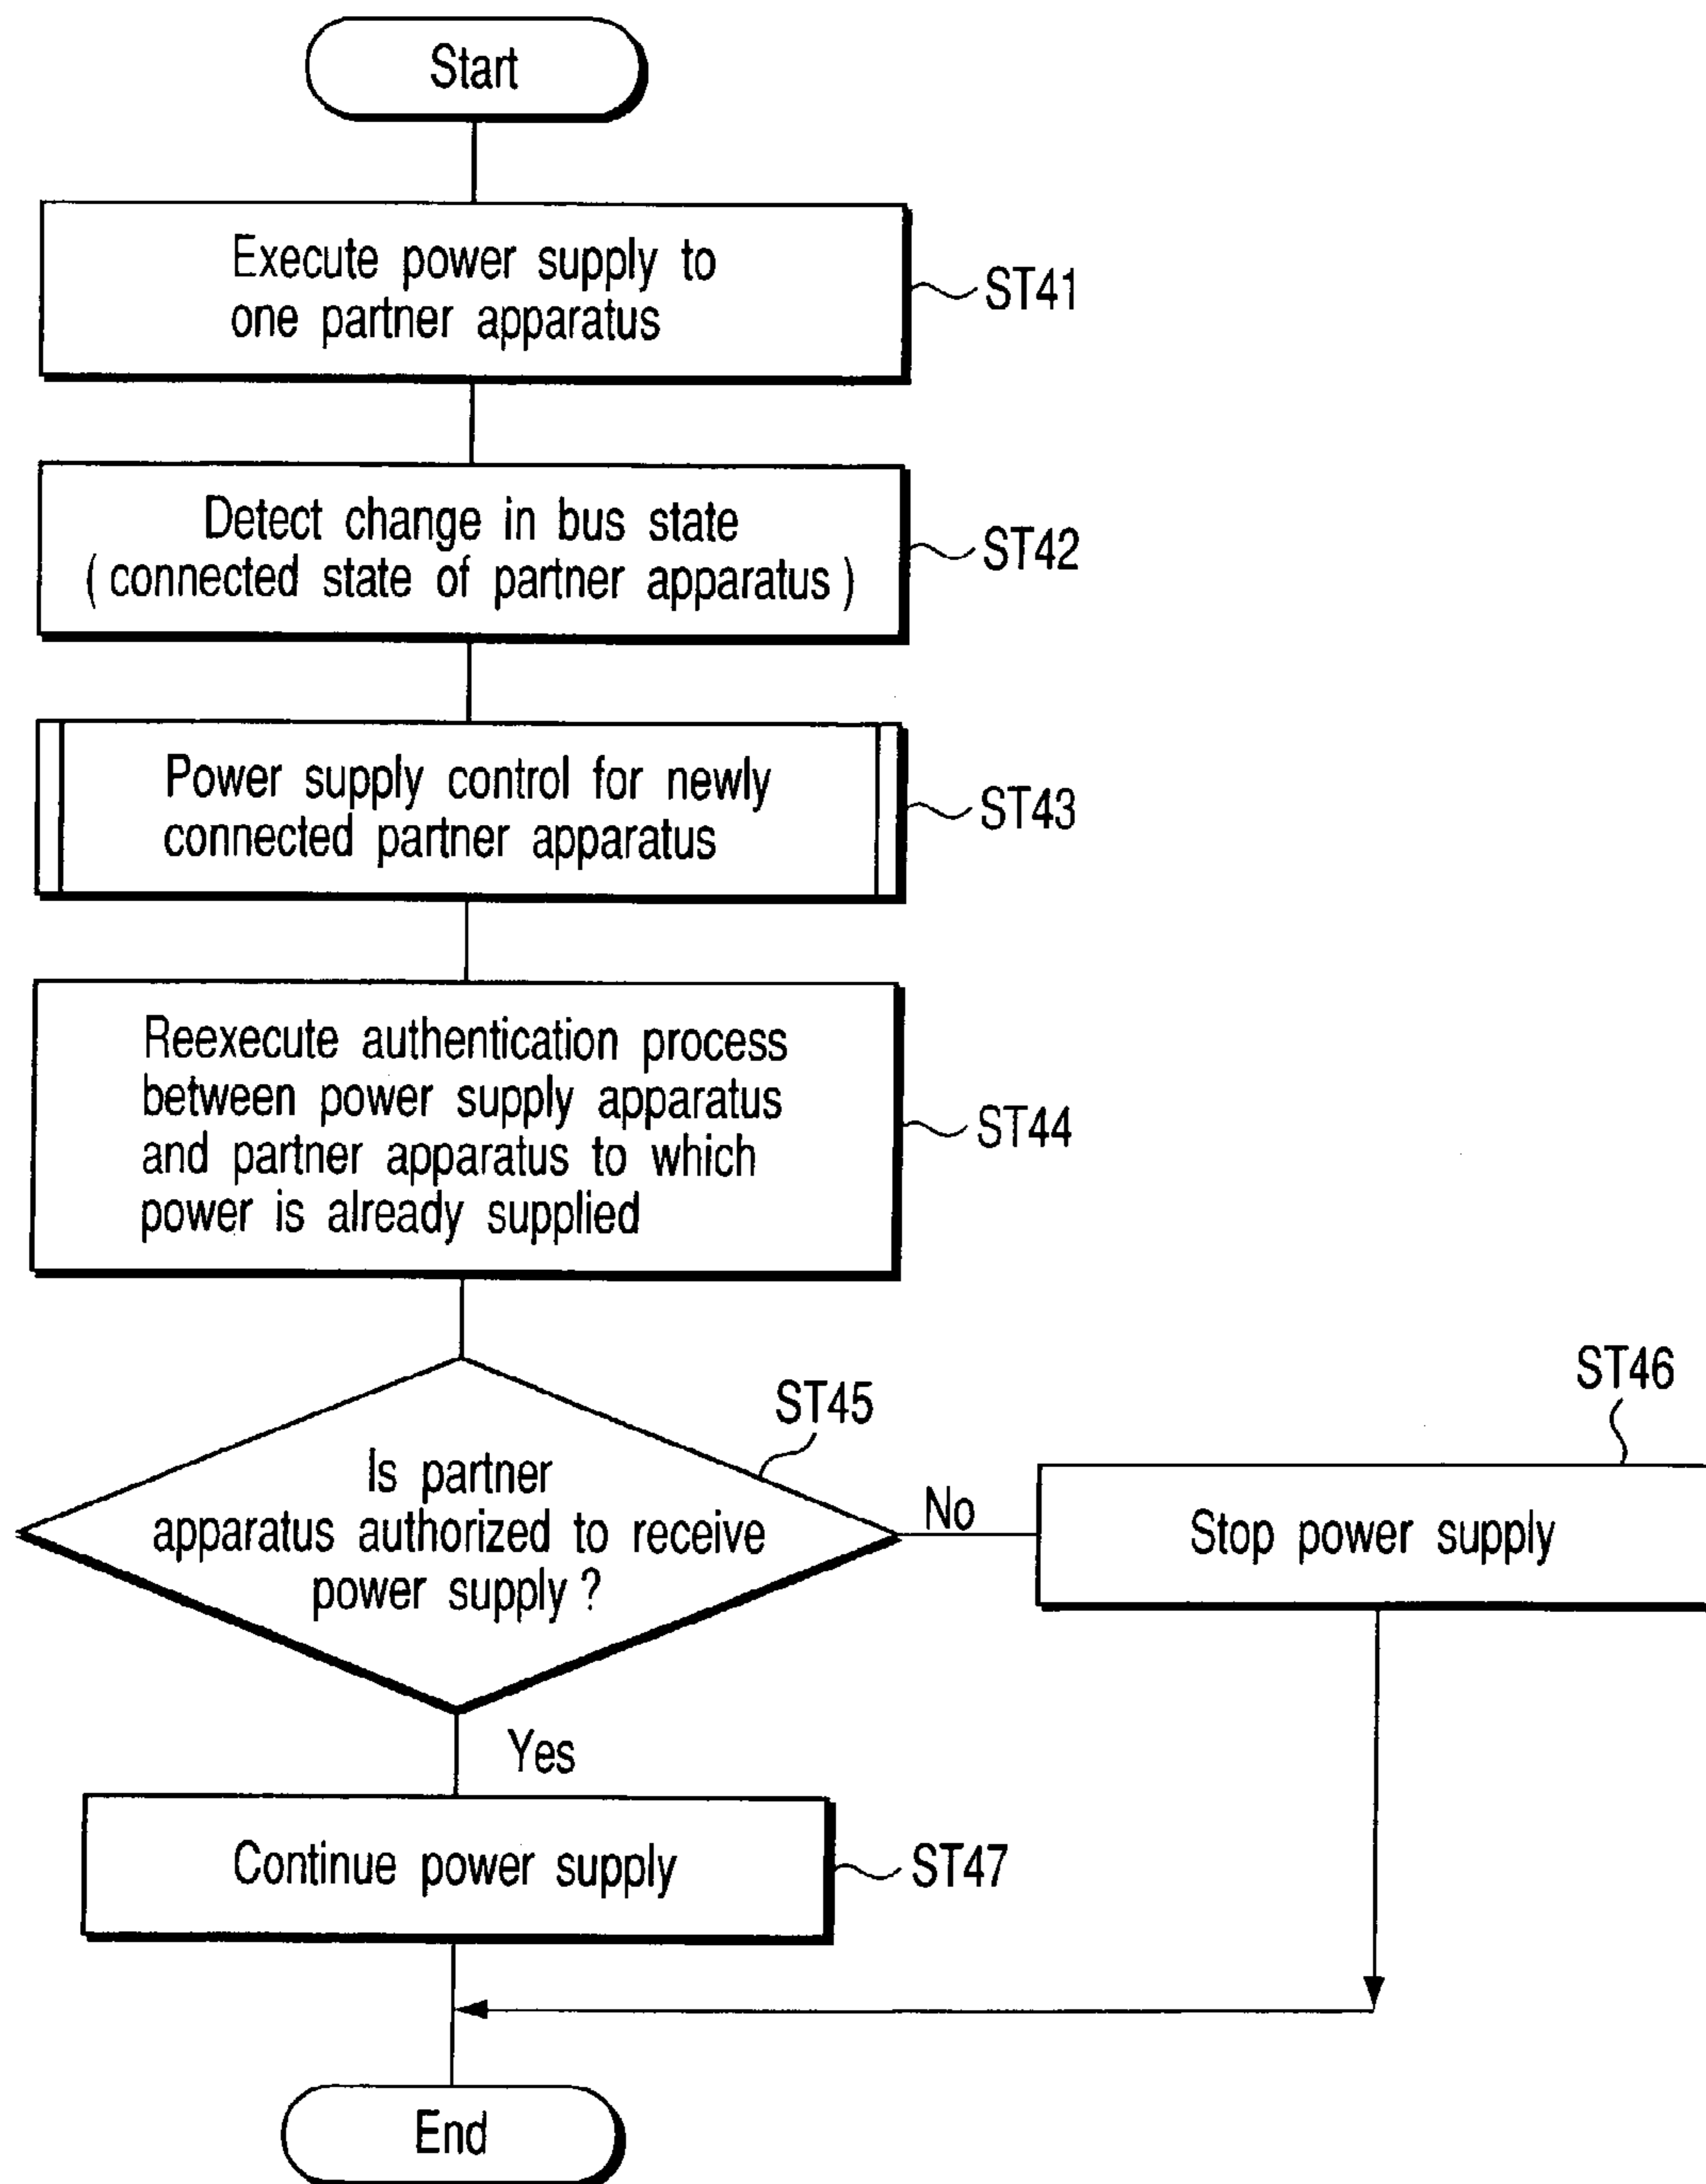 Start
Execute power supply to
one partner apparatus
ST41
Detect change in bus state
(connected state of partner apparatus)
ST42
Power supply control for newly
connected partner apparatus
ST43
Reexecute authentication process
between power supply apparatus
and partner apparatus to which
power is already supplied
ST44
ST45
Is partner
apparatus authorized to receive
power supply?
No
ST46
Stop power supply
Yes
Continue power supply
ST47
End